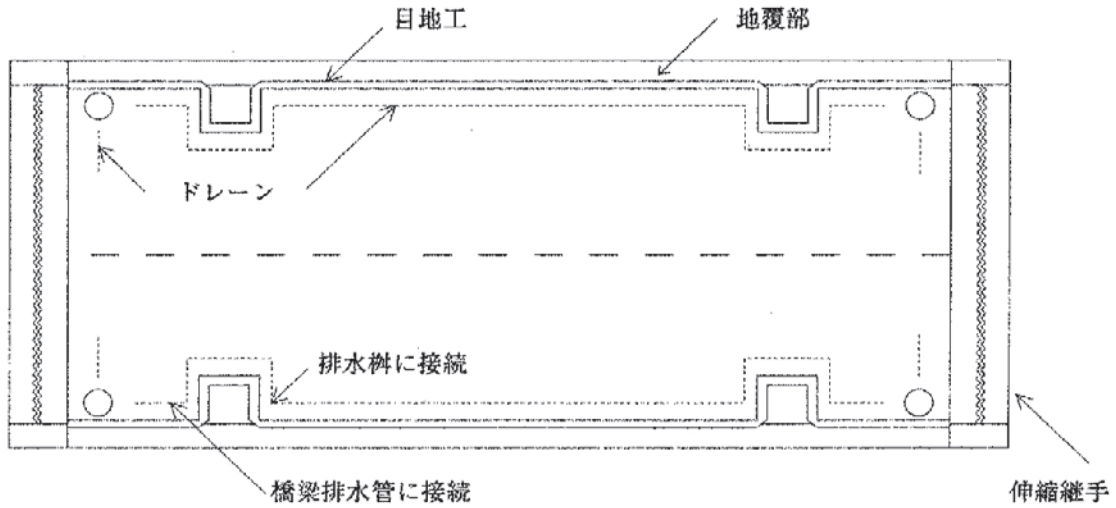 目地工
地覆部
ドレーン
排水桝に接続
橋梁排水管に接続
伸縮継手